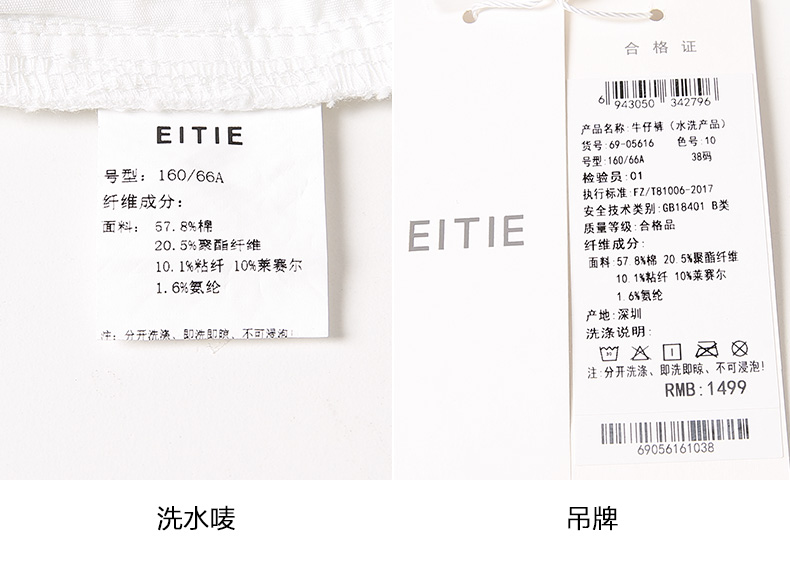 EITIE
号型: 160/66A
纤维成分:
面料: 57.8%棉
20.5%聚酯纤维
10.1%粘纤 10%莱赛尔
1.6%氨纶
注: 分开洗涤、即洗即晾、不可浸泡!
洗水唛
EITIE
合格证
6 943050 342796
产品名称:牛仔裤(水洗产品)
货号:69-05616 色号:10
号型:160/66A 38码
检验员:01
执行标准:FZ/T81006-2017
安全技术类别:GB18401 B类
质量等级:合格品
纤维成分:
面料:57.8%棉 20.5%聚酯纤维
10.1%粘纤 10%莱赛尔
1.6%氨纶
产地:深圳
洗涤说明:
30
注:分开洗涤、即洗即晾、不可浸泡!
RMB:1499
69056161038
吊牌